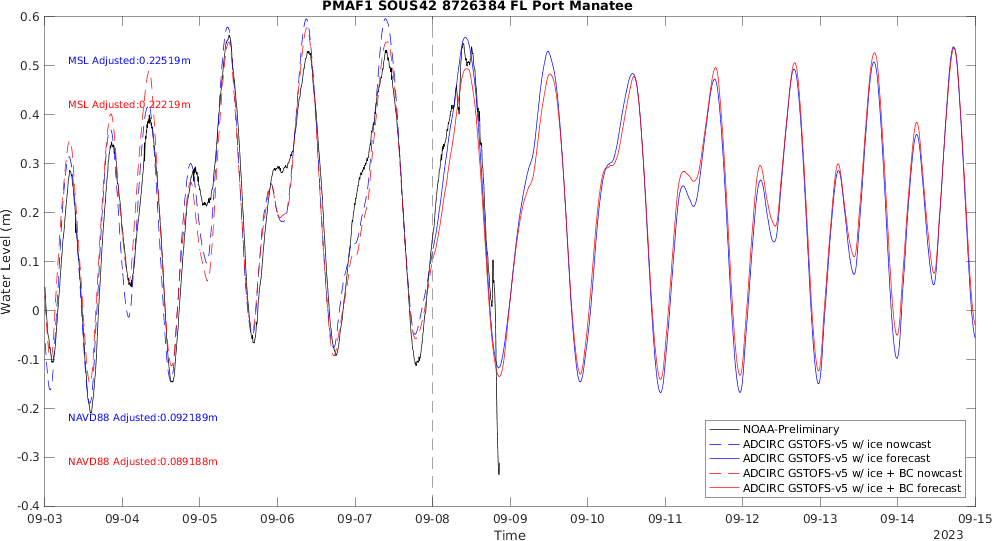 PMAF1 SOUS42 8726384 FL Port Manatee
0.6
0.5
0.4
0.3
0.2
0.1
0
-0.1
-0.2
-0.3
-0.4
Water Level (m)
MSL Adjusted:0.22519m
MSL Adjusted:0.22219m
NAVD88 Adjusted:0.092189m
NAVD88 Adjusted:0.089188m
NOAA-Preliminary
ADCIRC GSTOFS-v5 w/ ice nowcast
ADCIRC GSTOFS-v5 w/ ice forecast
ADCIRC GSTOFS-v5 w/ ice + BC nowcast
ADCIRC GSTOFS-v5 w/ ice + BC forecast
09-03 09-04 09-05 09-06 09-07 09-08 09-09 09-10 09-11 09-12 09-13 09-14 09-15
Time
2023